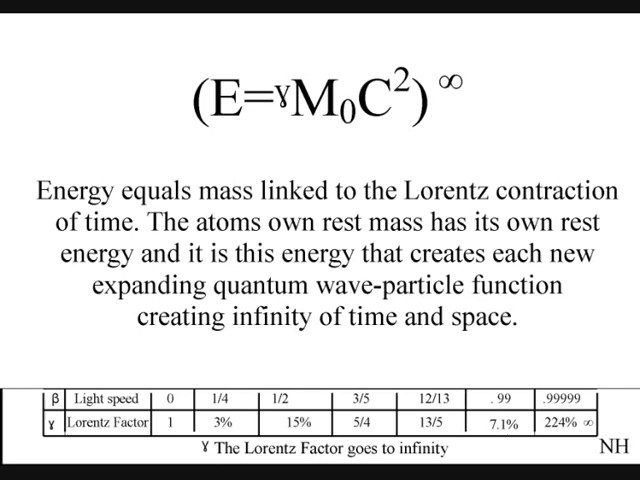 (E=ɣM₀C²)^∞
Energy equals mass linked to the Lorentz contraction
of time. The atoms own rest mass has its own rest
energy and it is this energy that creates each new
expanding quantum wave-particle function
creating infinity of time and space.
β Light speed 0 1/4 1/2 3/5 12/13 . 99 .99999
ɣ Lorentz Factor 1 3% 15% 5/4 13/5 7.1% 224% ∞
ɣ The Lorentz Factor goes to infinity
NH